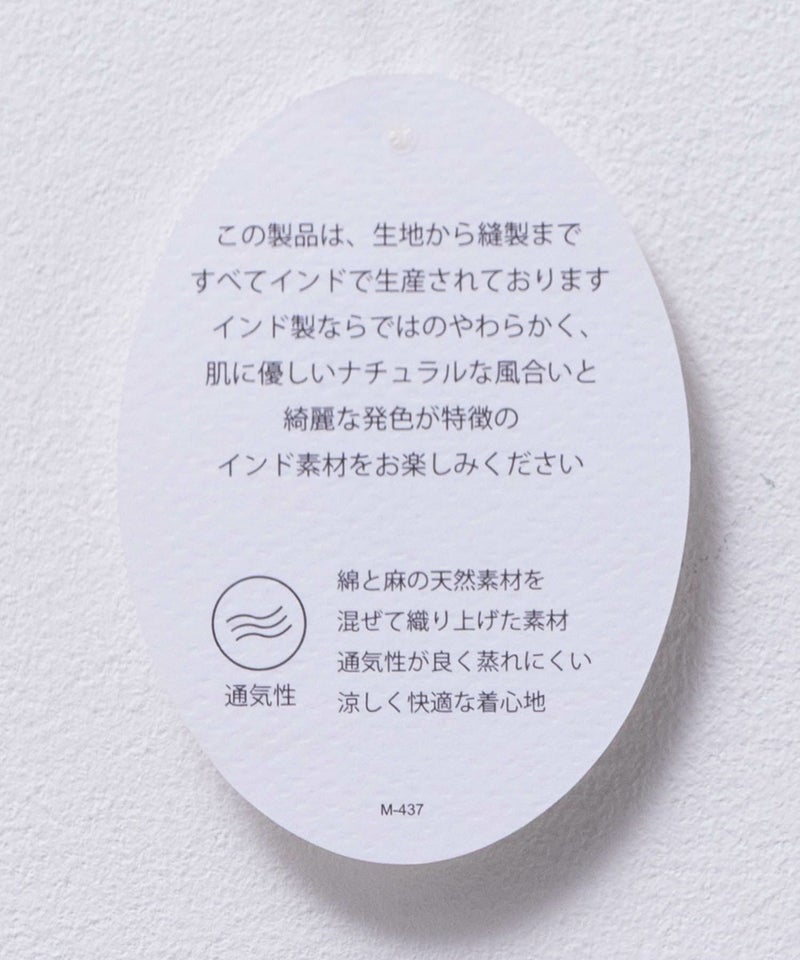 この製品は、生地から縫製まで
すべてインドで生産されております
インド製ならではのやわらかく、
肌に優しいナチュラルな風合いと
綺麗な発色が特徴の
インド素材をお楽しみください
綿と麻の天然素材を
混ぜて織り上げた素材
通気性が良く蒸れにくい
涼しく快適な着心地
通気性
M-437